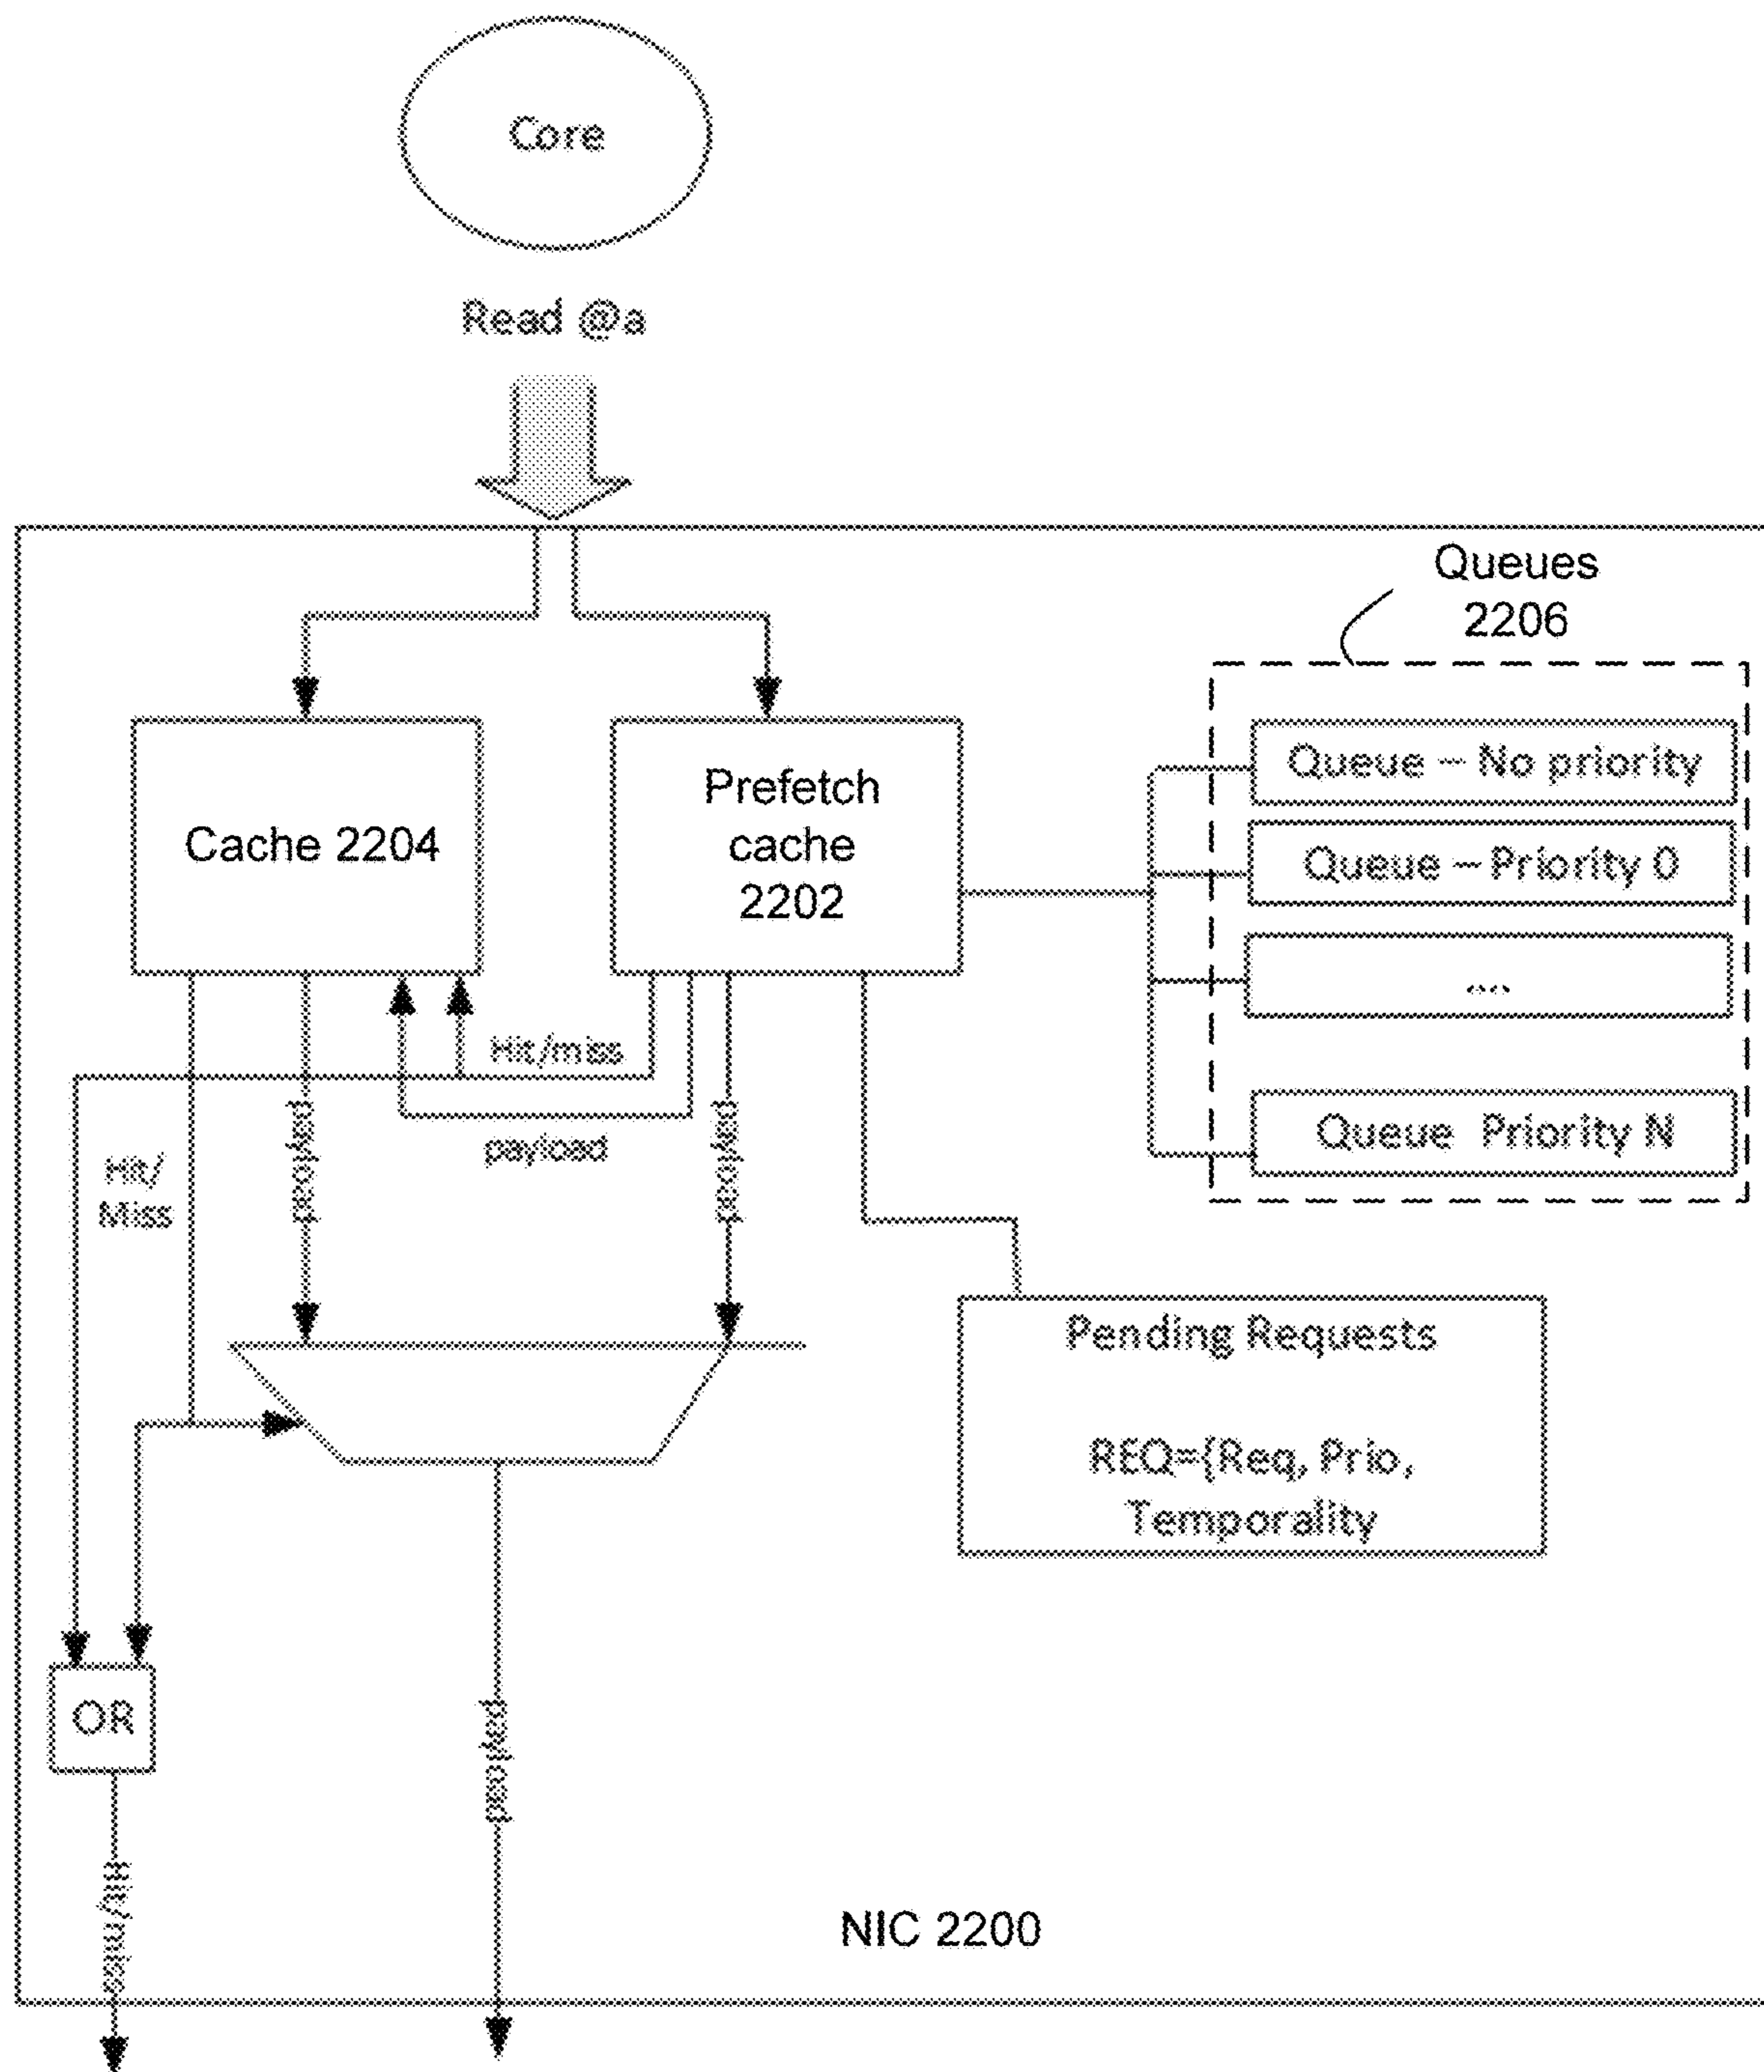 Core
Read @a
Queues
2206
Queue – No priority
Queue – Priority 0
....
Queue Priority N
Cache 2204
Prefetch
cache
2202
Hit/miss
payload
payload
payload
Hit/
Miss
Pending Requests
REQ={Req, Prio,
Temporality
OR
payload
Hit/miss
NIC 2200